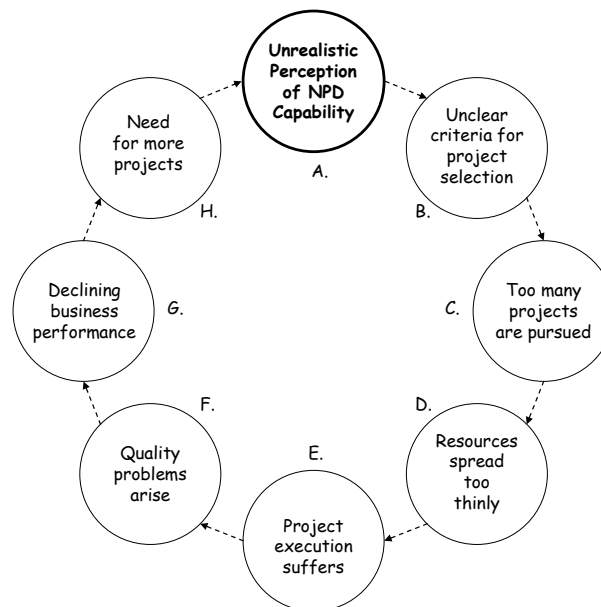 Unrealistic
Perception
of NPD
Capability
A.
Unclear
criteria for
project
selection
B.
Too many
projects
are pursued
C.
Resources
spread
too
thinly
D.
Project
execution
suffers
E.
Quality
problems
arise
F.
Declining
business
performance
G.
Need
for more
projects
H.